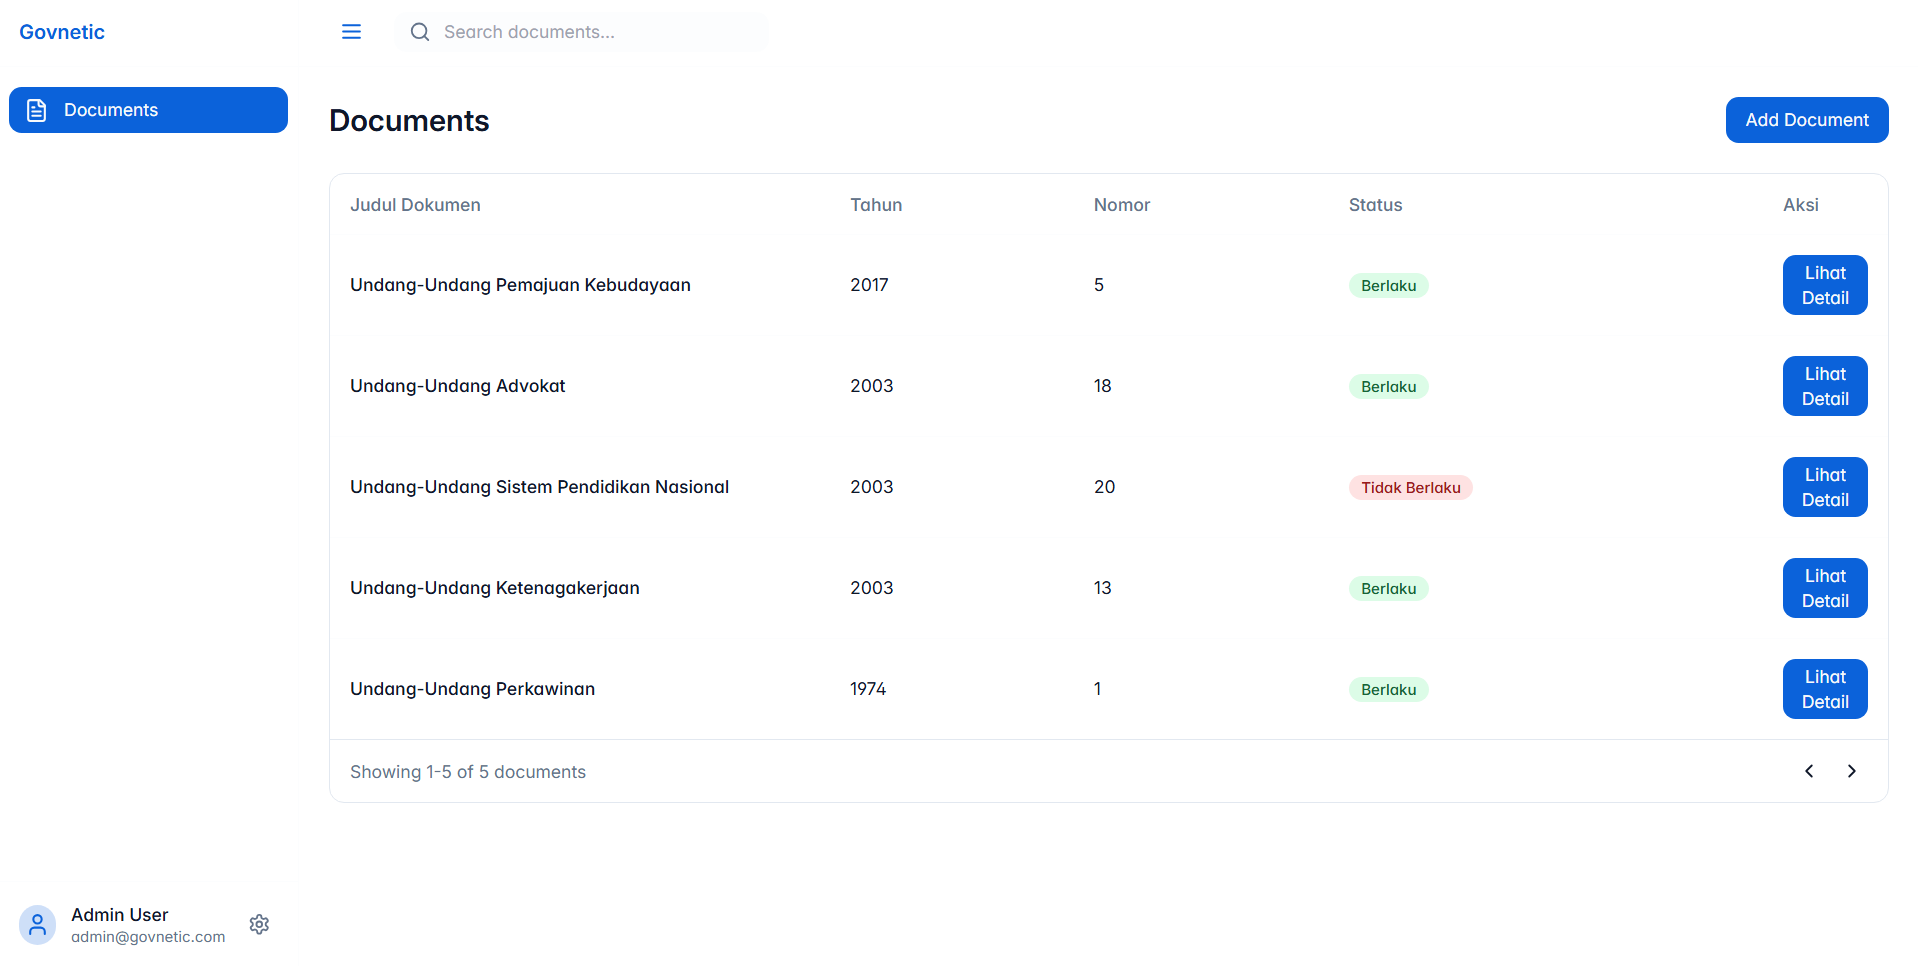 Govnetic
Search documents...
Documents
Documents
Add Document
Judul Dokumen Tahun Nomor Status Aksi
Undang-Undang Pemajuan Kebudayaan 2017 5 Berlaku Lihat Detail
Undang-Undang Advokat 2003 18 Berlaku Lihat Detail
Undang-Undang Sistem Pendidikan Nasional 2003 20 Tidak Berlaku Lihat Detail
Undang-Undang Ketenagakerjaan 2003 13 Berlaku Lihat Detail
Undang-Undang Perkawinan 1974 1 Berlaku Lihat Detail
Showing 1-5 of 5 documents
Admin User
admin@govnetic.com